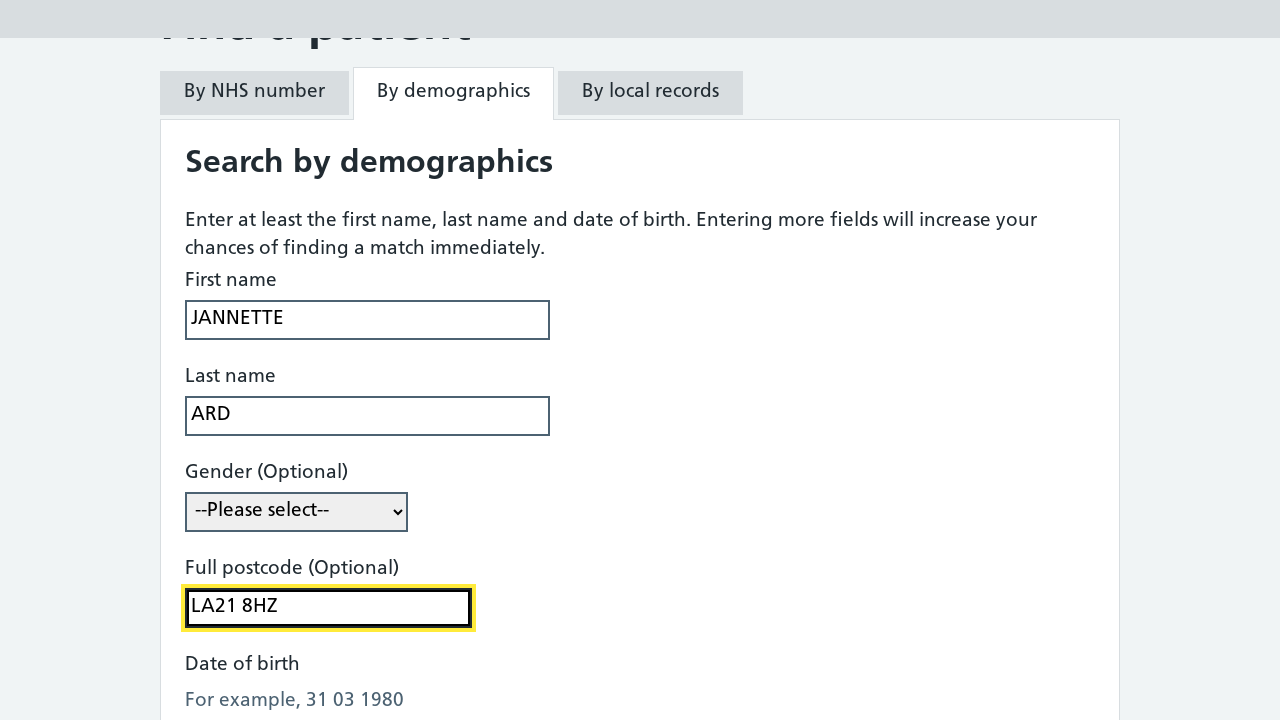 Find a patient
By NHS number
By demographics
By local records
Search by demographics
Enter at least the first name, last name and date of birth. Entering more fields will increase your
chances of finding a match immediately.
First name
JANNETTE
Last name
ARD
Gender (Optional)
--Please select--
Full postcode (Optional)
LA21 8HZ
Date of birth
For example, 31 03 1980